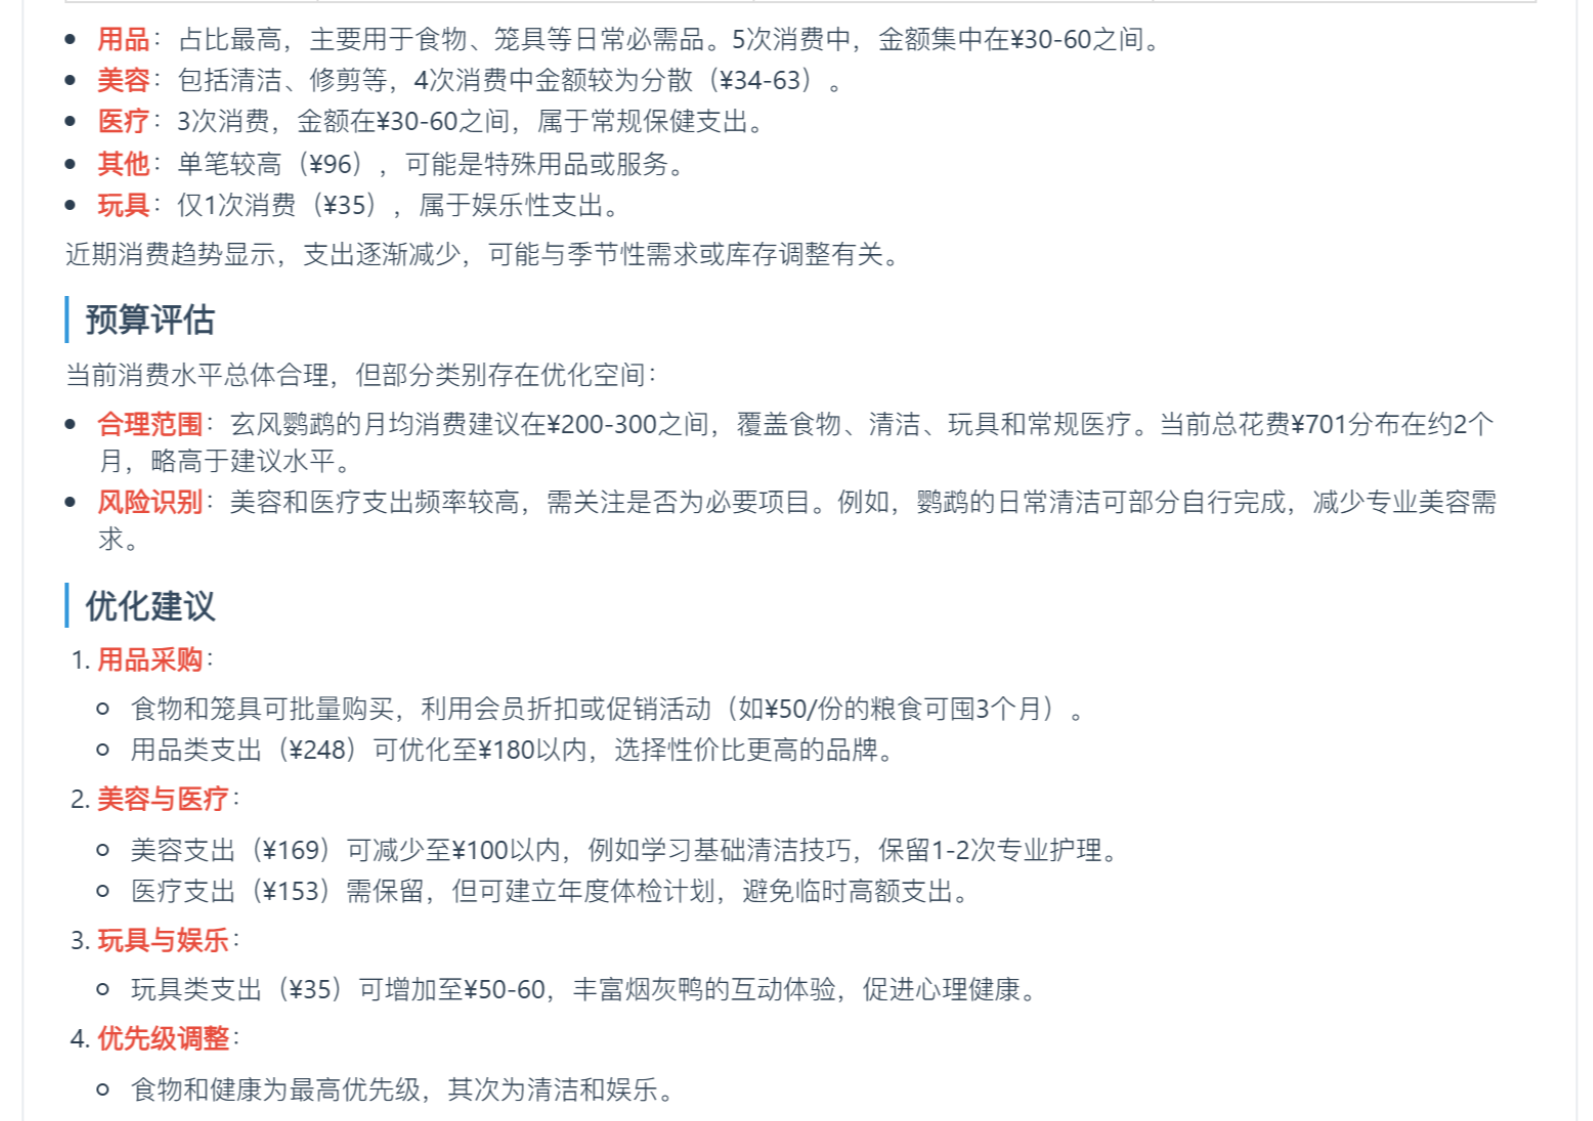 • 用品：占比最高，主要用于食物、笼具等日常必需品。5次消费中，金额集中在¥30-60之间。
• 美容：包括清洁、修剪等，4次消费中金额较为分散（¥34-63）。
• 医疗：3次消费，金额在¥30-60之间，属于常规保健支出。
• 其他：单笔较高（¥96），可能是特殊用品或服务。
• 玩具：仅1次消费（¥35），属于娱乐性支出。
近期消费趋势显示，支出逐渐减少，可能与季节性需求或库存调整有关。
预算评估
当前消费水平总体合理，但部分类别存在优化空间：
• 合理范围：玄风鹦鹉的月均消费建议在¥200-300之间，覆盖食物、清洁、玩具和常规医疗。当前总花费¥701分布在约2个
月，略高于建议水平。
• 风险识别：美容和医疗支出频率较高，需关注是否为必要项目。例如，鹦鹉的日常清洁可部分自行完成，减少专业美容需
求。
优化建议
1. 用品采购：
○ 食物和笼具可批量购买，利用会员折扣或促销活动（如¥50/份的粮食可囤3个月）。
○ 用品类支出（¥248）可优化至¥180以内，选择性价比更高的品牌。
2. 美容与医疗：
○ 美容支出（¥169）可减少至¥100以内，例如学习基础清洁技巧，保留1-2次专业护理。
○ 医疗支出（¥153）需保留，但可建立年度体检计划，避免临时高额支出。
3. 玩具与娱乐：
○ 玩具类支出（¥35）可增加至¥50-60，丰富烟灰鸭的互动体验，促进心理健康。
4. 优先级调整：
○ 食物和健康为最高优先级，其次为清洁和娱乐。